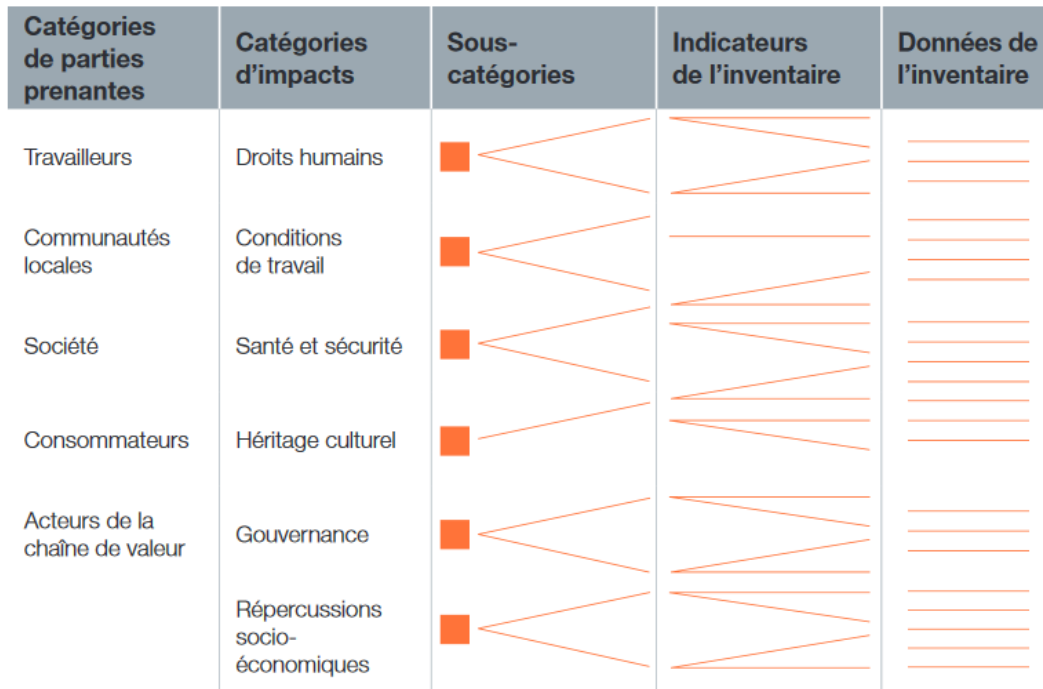 Catégories
de parties
prenantes
Catégories
d'impacts
Sous-
catégories
Indicateurs
de l'inventaire
Données de
l'inventaire
Travailleurs
Droits humains
Communautés
locales
Conditions
de travail
Société
Santé et sécurité
Consommateurs
Héritage culturel
Acteurs de la
chaîne de valeur
Gouvernance
Répercussions
socio-
économiques